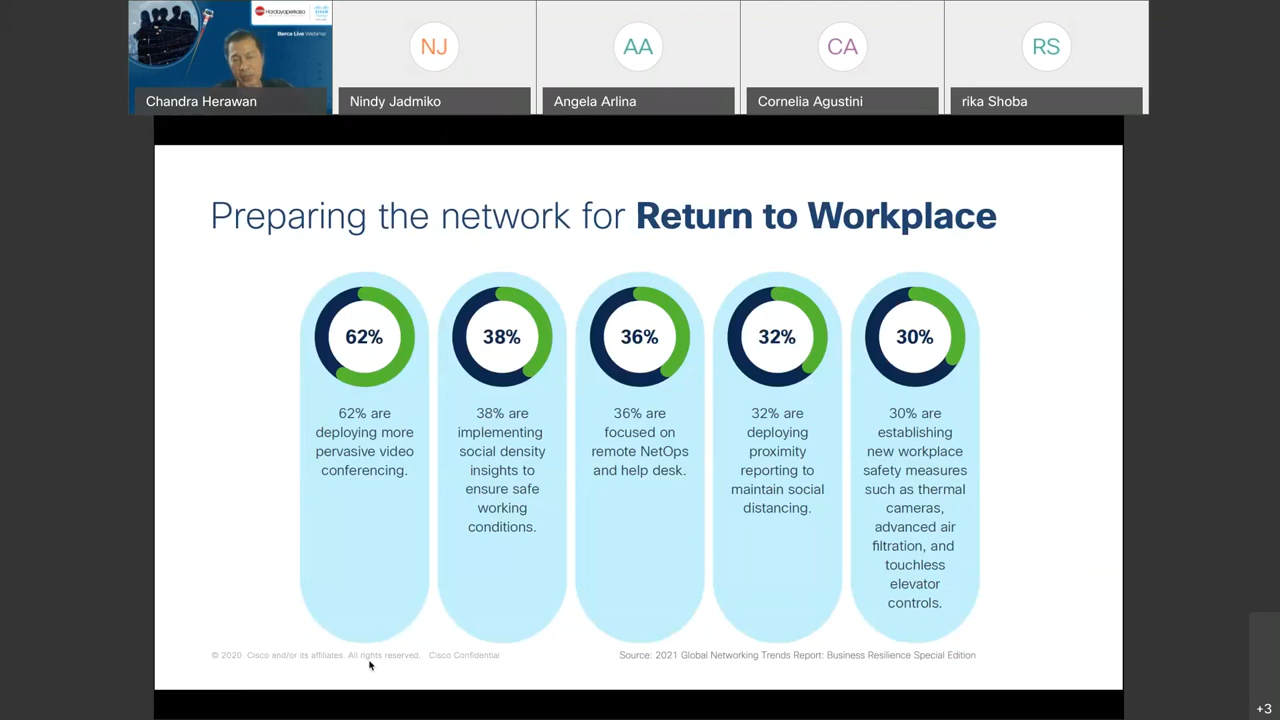 Hardayaperkasa
Berca Live Webinar
NJ
AA
CA
RS
Chandra Herawan
Nindy Jadmiko
Angela Arlina
Cornelia Agustini
rika Shoba
Preparing the network for Return to Workplace
62%
38%
36%
32%
30%
62% are
deploying more
pervasive video
conferencing.
38% are
implementing
social density
insights to
ensure safe
working
conditions.
36% are
focused on
remote NetOps
and help desk.
32% are
deploying
proximity
reporting to
maintain social
distancing.
30% are
establishing
new workplace
safety measures
such as thermal
cameras,
advanced air
filtration, and
touchless
elevator
controls.
© 2020 Cisco and/or its affiliates. All rights reserved. Cisco Confidential
Source: 2021 Global Networking Trends Report: Business Resilience Special Edition
+3